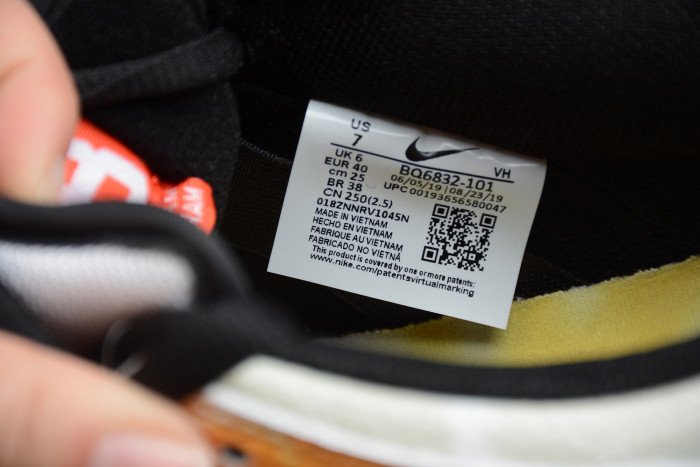 US
7
VH
UK 6
EUR 40
cm 25
BR 38
CN 250(2.5)
BQ6832-101
06/05/19 | 08/23/19
UPC 00193656580047
018ZNNRV1045N
MADE IN VIETNAM
HECHO EN VIETNAM
FABRIQUE AU VIETNAM
FABRICADO NO VIETNÃ
This product is covered by one or more patents:
www.nike.com/patentsvirtualmarking